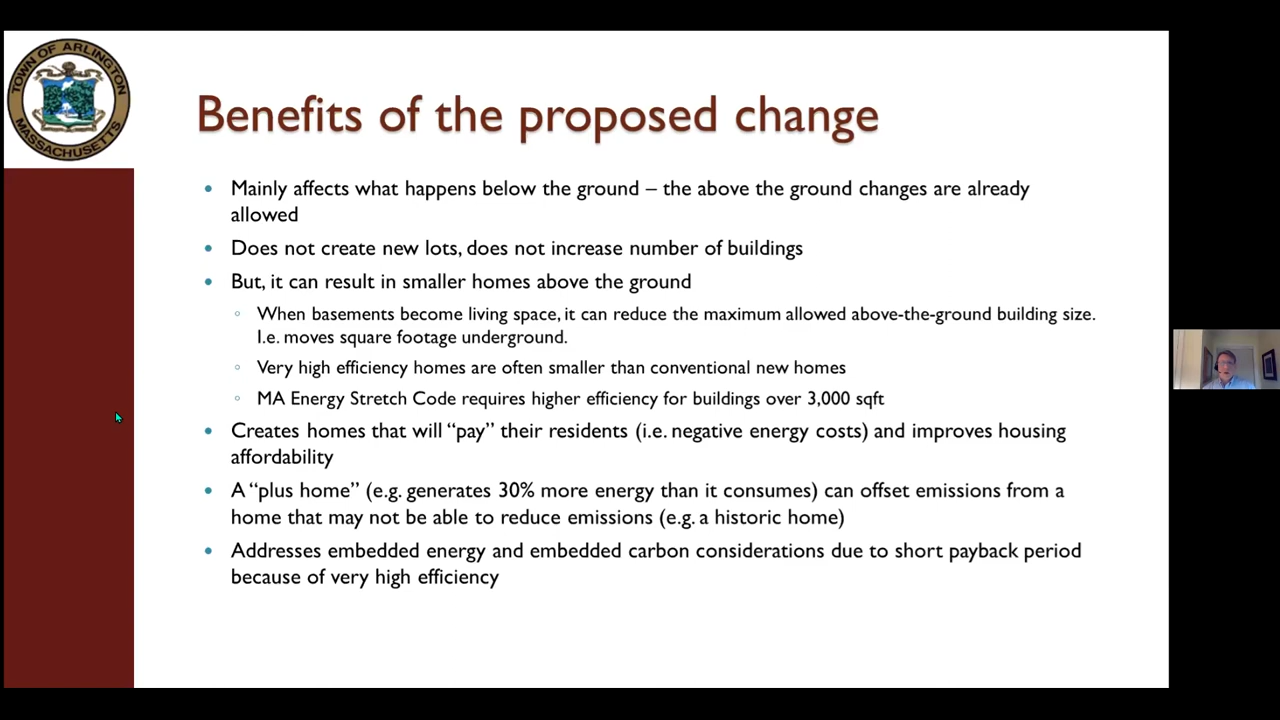 TOWN OF ARLINGTON
MASSACHUSETTS
Benefits of the proposed change
• Mainly affects what happens below the ground – the above the ground changes are already
allowed
• Does not create new lots, does not increase number of buildings
• But, it can result in smaller homes above the ground
◦ When basements become living space, it can reduce the maximum allowed above-the-ground building size.
I.e. moves square footage underground.
◦ Very high efficiency homes are often smaller than conventional new homes
◦ MA Energy Stretch Code requires higher efficiency for buildings over 3,000 sqft
• Creates homes that will “pay” their residents (i.e. negative energy costs) and improves housing
affordability
• A “plus home” (e.g. generates 30% more energy than it consumes) can offset emissions from a
home that may not be able to reduce emissions (e.g. a historic home)
• Addresses embedded energy and embedded carbon considerations due to short payback period
because of very high efficiency